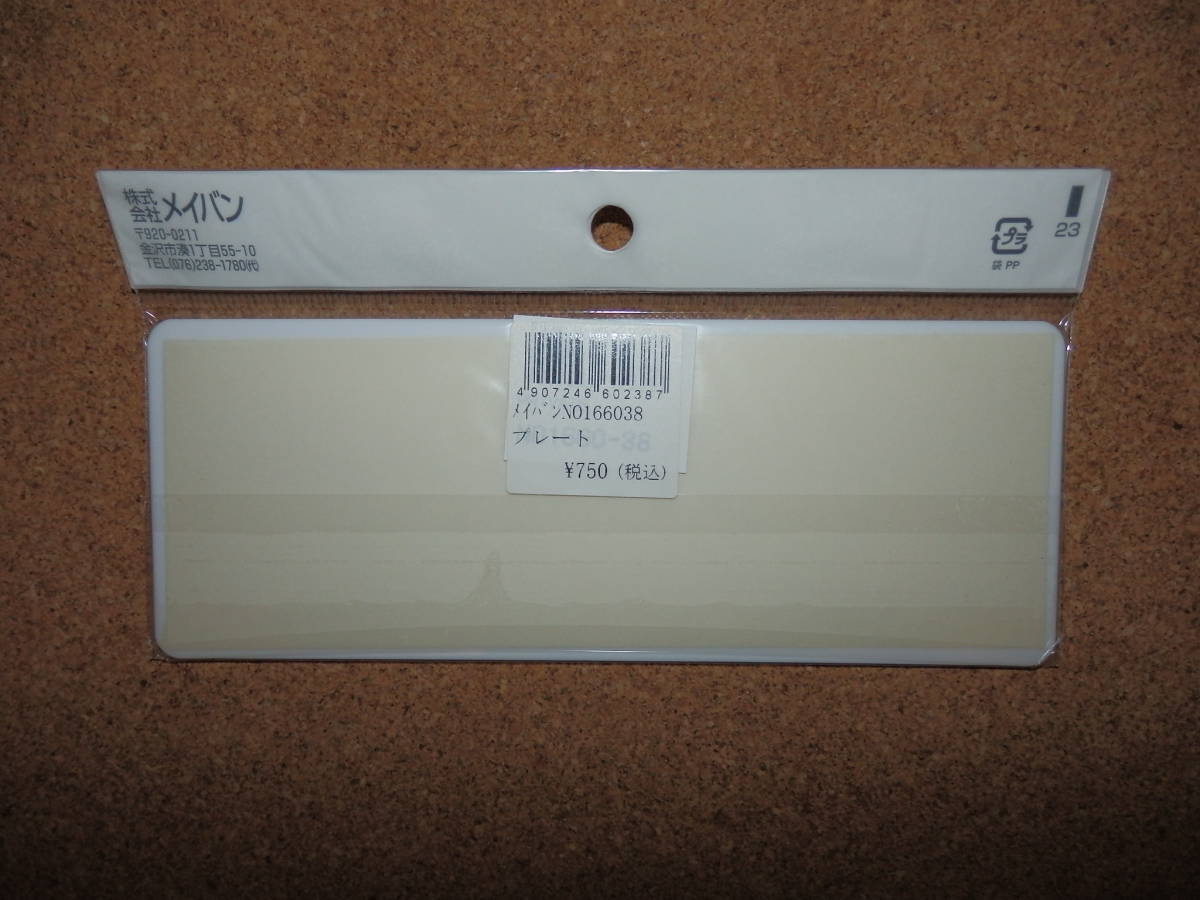 株式会社メイバン
〒920-0211
金沢市湊1丁目55-10
TEL(076)238-1780(代)
プラ
袋 PP
23
4 907246 602387
ﾒｲﾊﾞﾝNO166038
プレート
¥750 (税込)